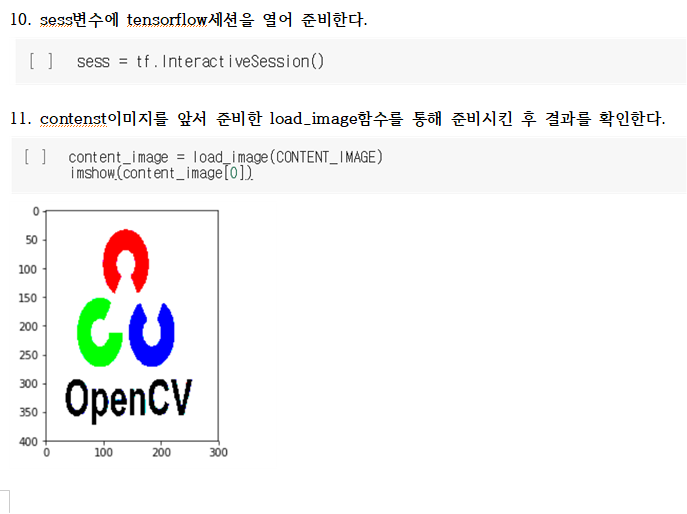 10. sess변수에 tensorflow세션을 열어 준비한다.
[ ] sess = tf.InteractiveSession()
11. contenst이미지를 앞서 준비한 load_image함수를 통해 준비시킨 후 결과를 확인한다.
[ ] content_image = load_image(CONTENT_IMAGE)
imshow(content_image[0])
0
50
100
150
200
250
300
350
400
OpenCV
0 100 200 300